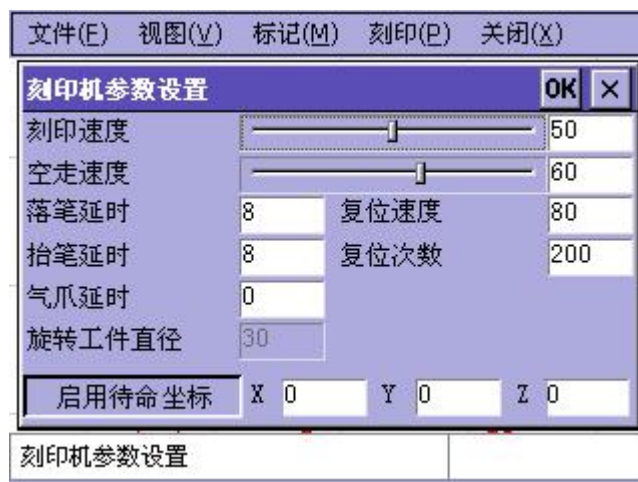 文件(F) 视图(V) 标记(M) 刻印(P) 关闭(X)
刻印机参数设置 OK ×
刻印速度 50
空走速度 60
落笔延时 8 复位速度 80
抬笔延时 8 复位次数 200
气爪延时 0
旋转工件直径 30
启用待命坐标 X 0 Y 0 Z 0
刻印机参数设置